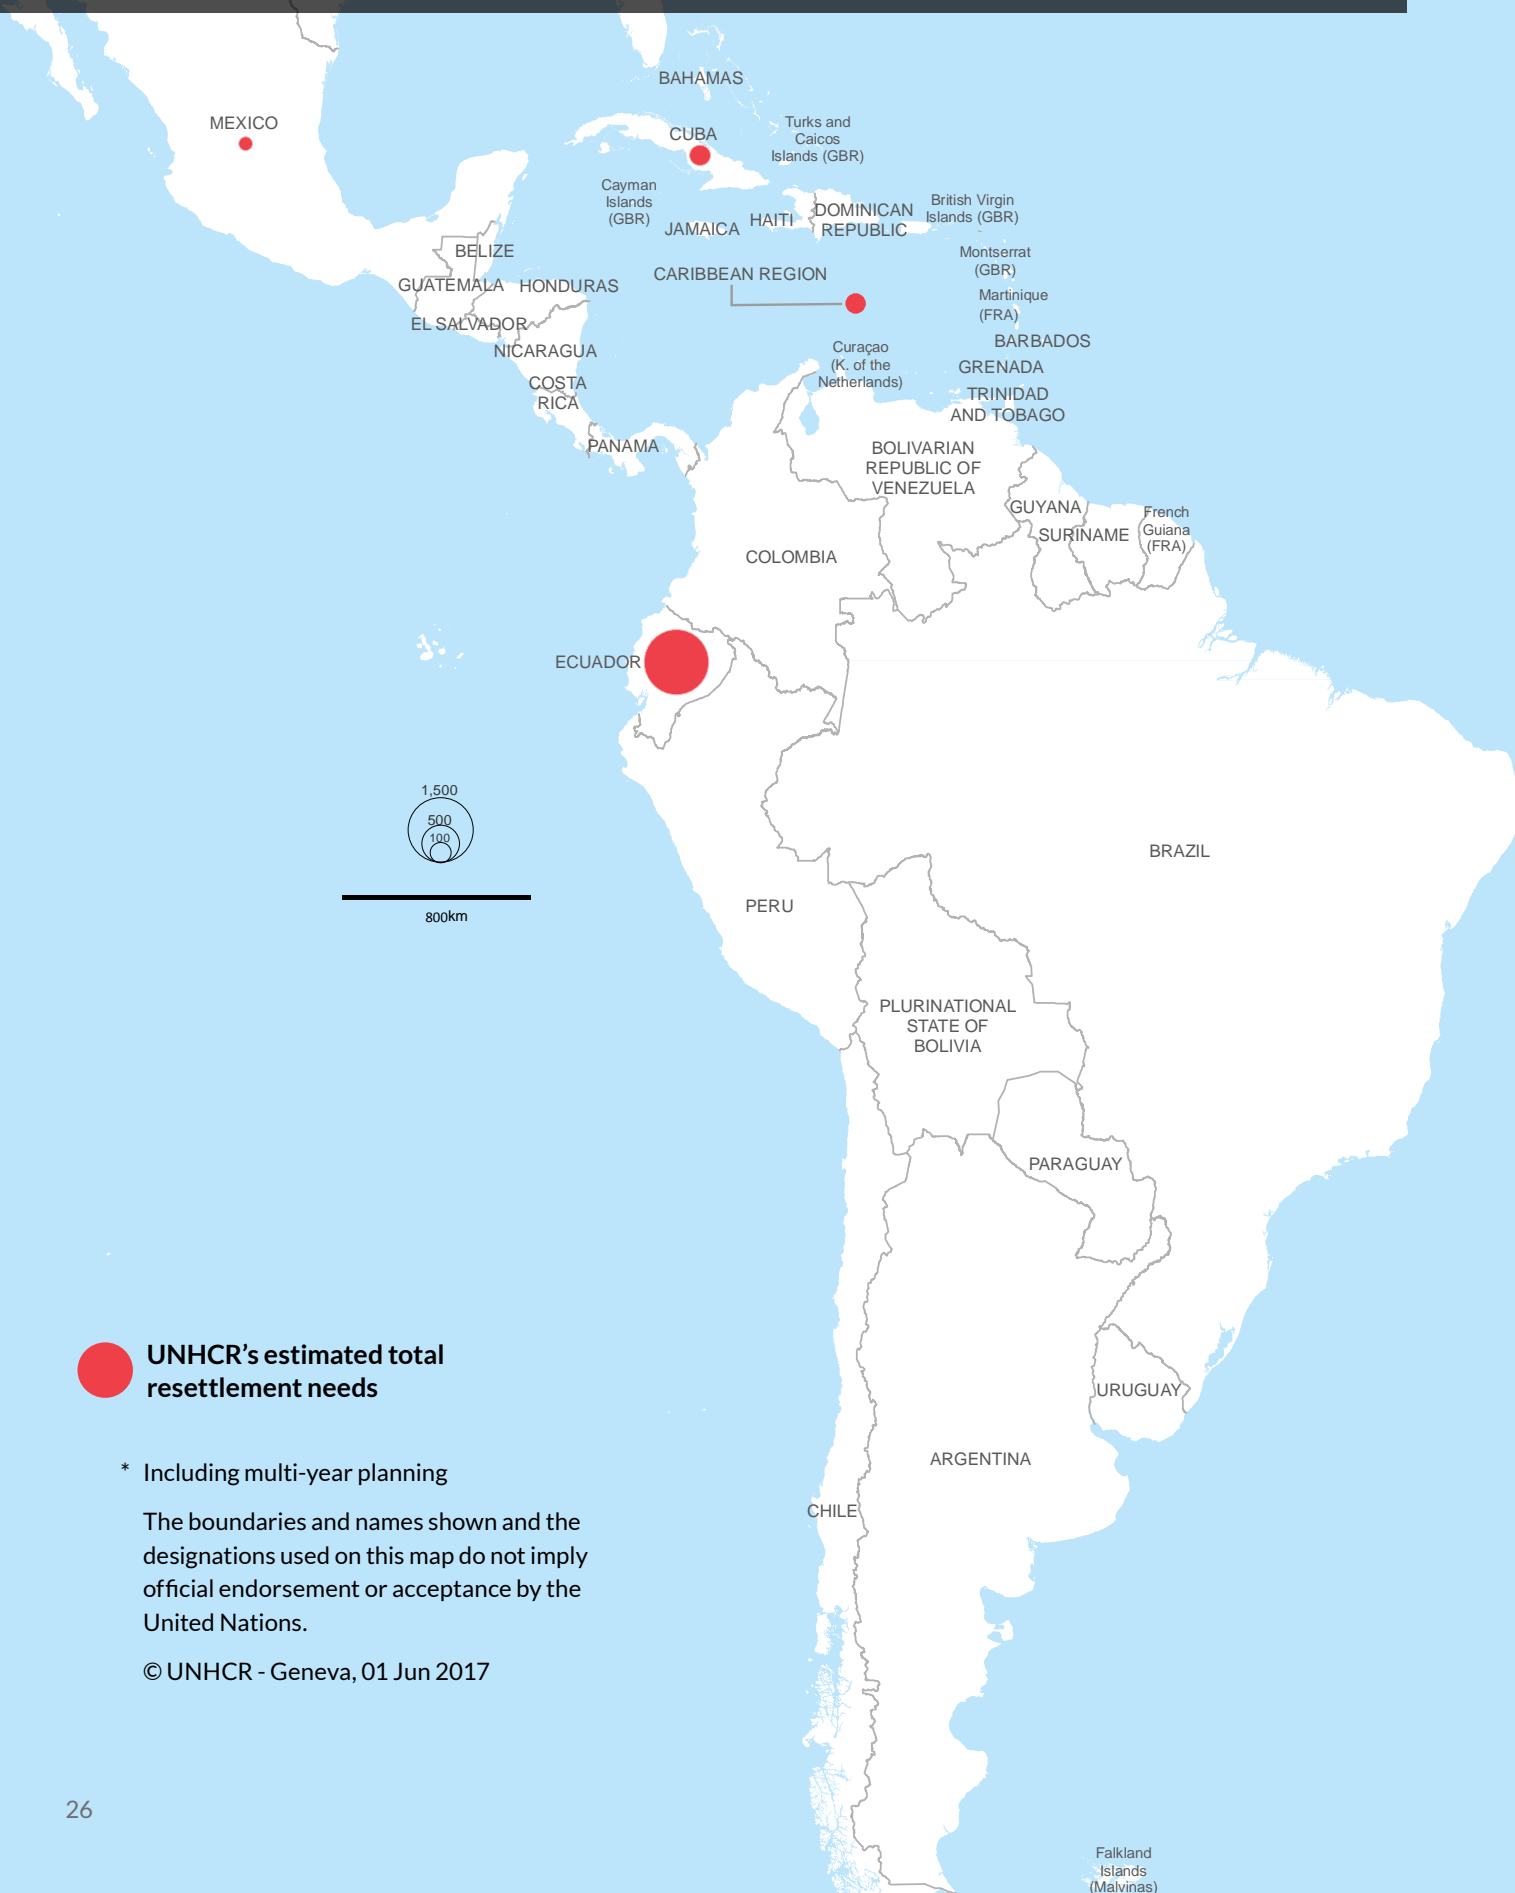 BAHAMAS
MEXICO
CUBA
Turks and
Caicos
Islands (GBR)
Cayman
Islands
(GBR)
JAMAICA
HAITI
DOMINICAN
REPUBLIC
British Virgin
Islands (GBR)
BELIZE
Montserrat
(GBR)
GUATEMALA
HONDURAS
CARIBBEAN REGION
Martinique
(FRA)
EL SALVADOR
NICARAGUA
BARBADOS
Curaçao
(K. of the
Netherlands)
GRENADA
COSTA
RICA
TRINIDAD
AND TOBAGO
PANAMA
BOLIVARIAN
REPUBLIC OF
VENEZUELA
GUYANA
SURINAME
French
Guiana
(FRA)
COLOMBIA
ECUADOR
1,500
500
100
800km
BRAZIL
PERU
PLURINATIONAL
STATE OF
BOLIVIA
PARAGUAY
URUGUAY
ARGENTINA
CHILE
UNHCR’s estimated total
resettlement needs
* Including multi-year planning
The boundaries and names shown and the
designations used on this map do not imply
official endorsement or acceptance by the
United Nations.
© UNHCR - Geneva, 01 Jun 2017
26
Falkland
Islands
(Malvinas)